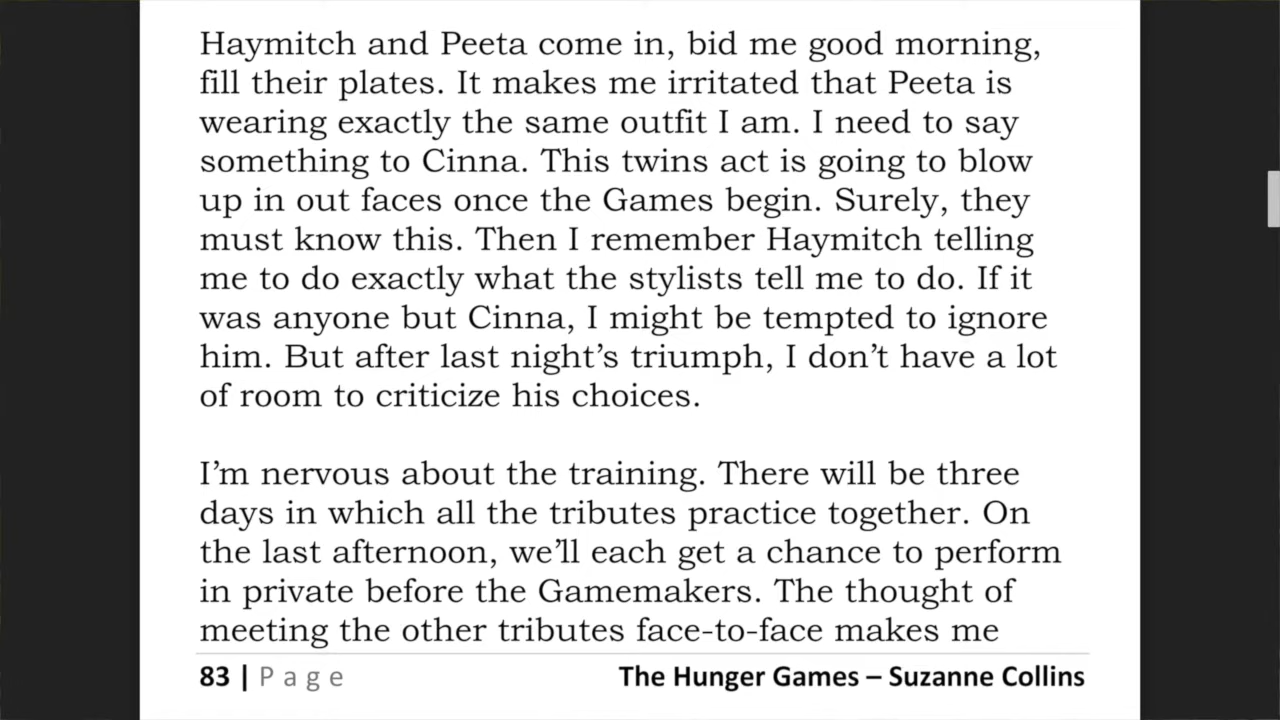 Haymitch and Peeta come in, bid me good morning,
fill their plates. It makes me irritated that Peeta is
wearing exactly the same outfit I am. I need to say
something to Cinna. This twins act is going to blow
up in out faces once the Games begin. Surely, they
must know this. Then I remember Haymitch telling
me to do exactly what the stylists tell me to do. If it
was anyone but Cinna, I might be tempted to ignore
him. But after last night’s triumph, I don’t have a lot
of room to criticize his choices.
I’m nervous about the training. There will be three
days in which all the tributes practice together. On
the last afternoon, we’ll each get a chance to perform
in private before the Gamemakers. The thought of
meeting the other tributes face-to-face makes me
83 | Page The Hunger Games – Suzanne Collins